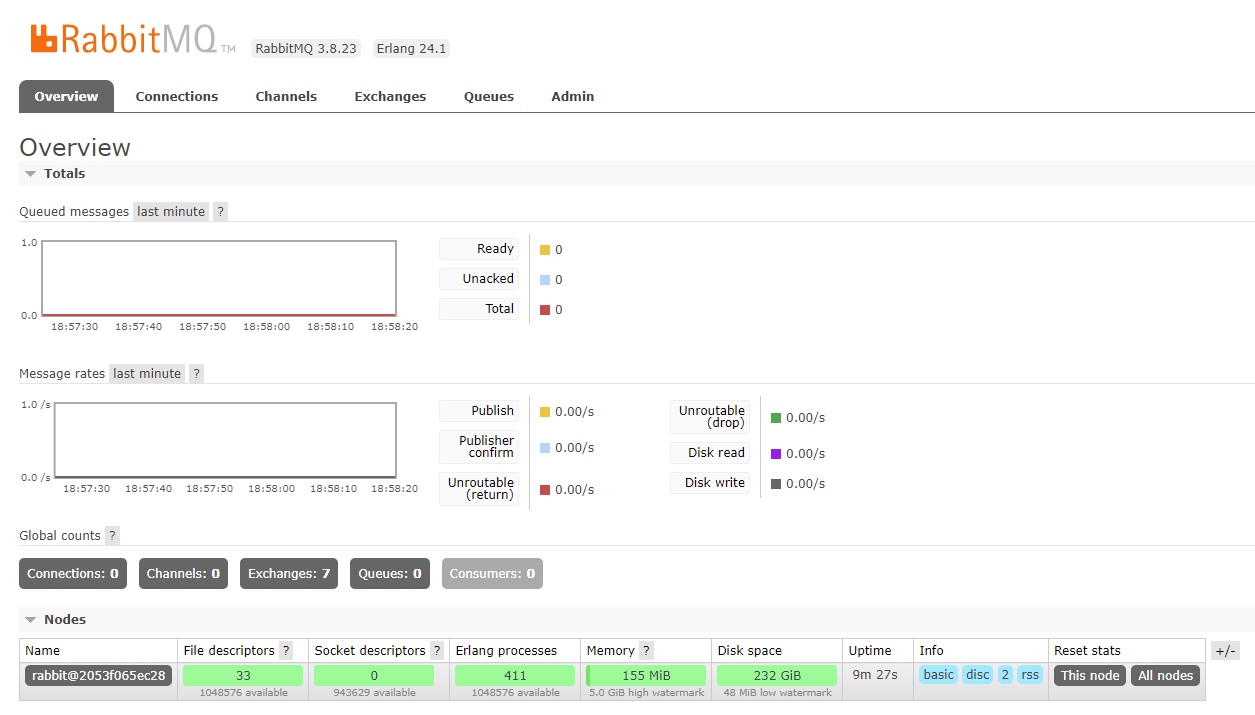 RabbitMQ TM RabbitMQ 3.8.23 Erlang 24.1
Overview Connections Channels Exchanges Queues Admin
Overview
Totals
Queued messages last minute ?
1.0
0.0
18:57:30 18:57:40 18:57:50 18:58:00 18:58:10 18:58:20
Ready 0
Unacked 0
Total 0
Message rates last minute ?
1.0 /s
0.0 /s
18:57:30 18:57:40 18:57:50 18:58:00 18:58:10 18:58:20
Publish 0.00/s
Publisher
confirm 0.00/s
Unroutable
(return) 0.00/s
Unroutable
(drop) 0.00/s
Disk read 0.00/s
Disk write 0.00/s
Global counts ?
Connections: 0 Channels: 0 Exchanges: 7 Queues: 0 Consumers: 0
Nodes
Name File descriptors ? Socket descriptors ? Erlang processes Memory ? Disk space Uptime Info Reset stats +/-
rabbit@2053f065ec28 33 0 411 155 MiB 232 GiB 9m 27s basic disc 2 rss This node All nodes
1048576 available 943629 available 1048576 available 5.0 GiB high watermark 48 MiB low watermark